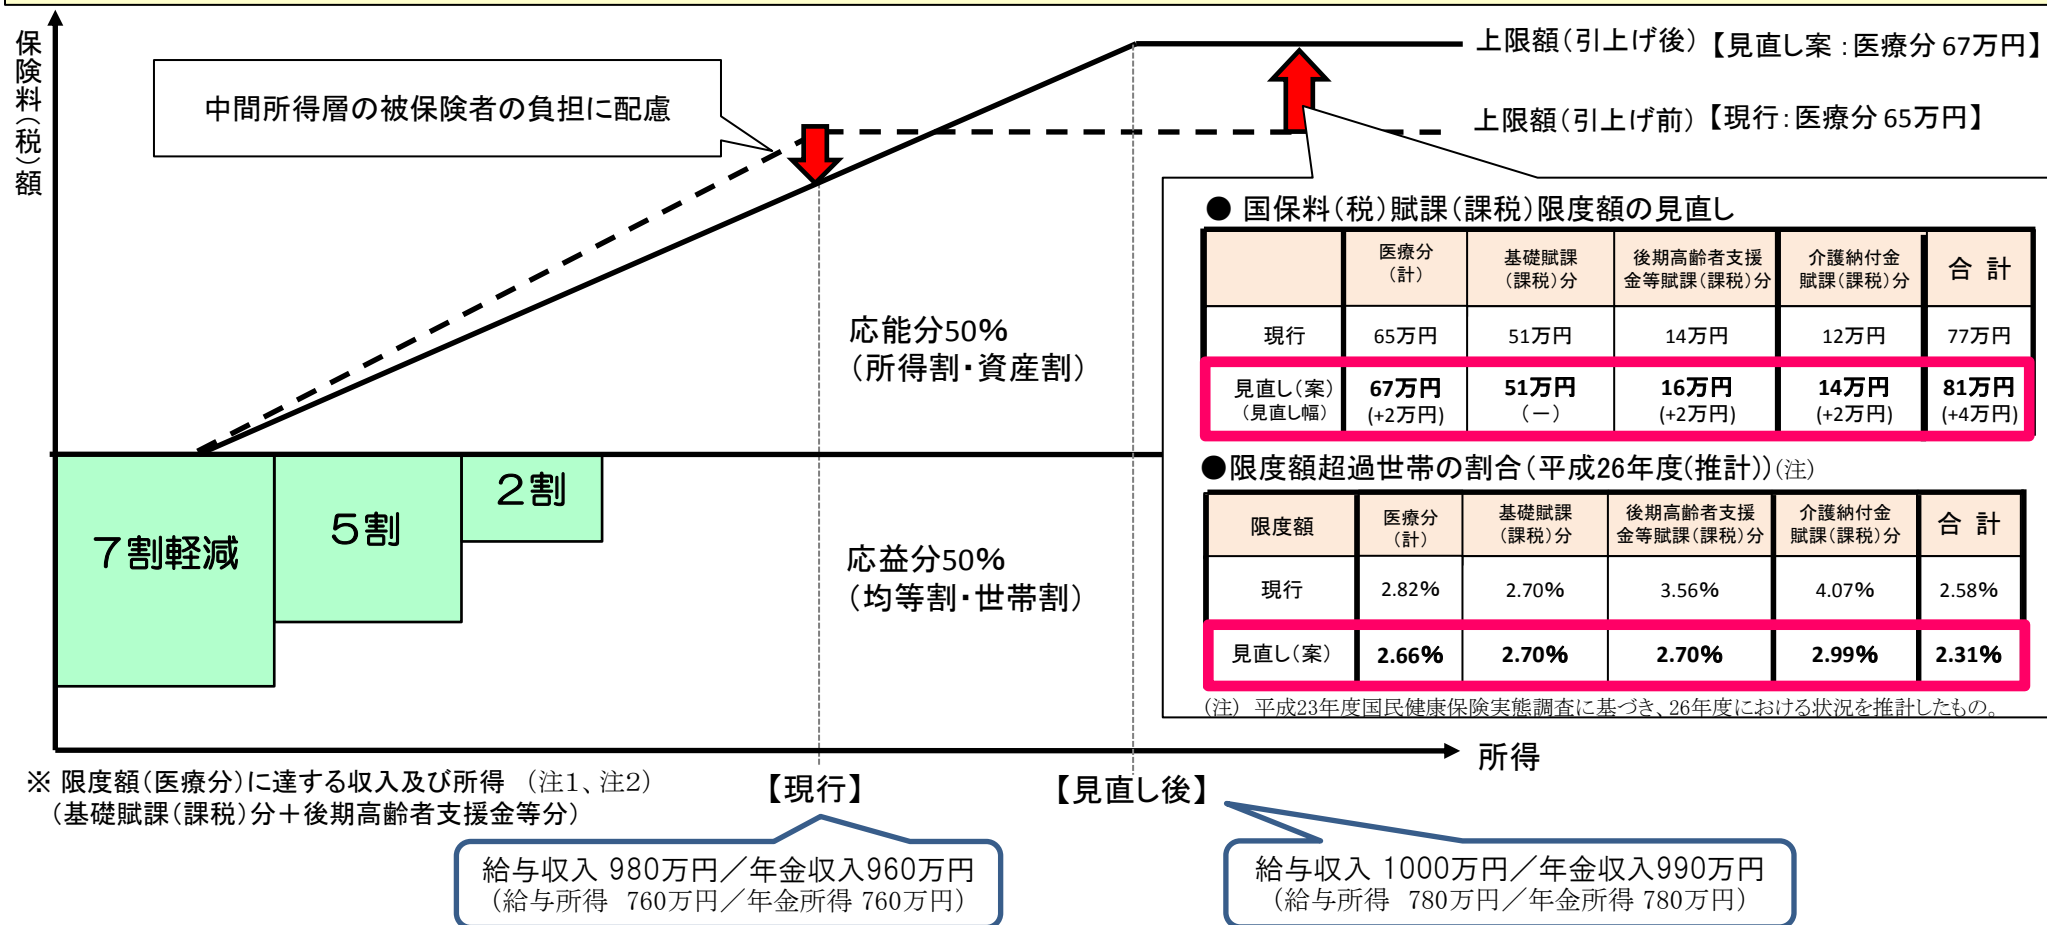 保険料(税)額
上限額(引上げ後)【見直し案:医療分 67万円】
中間所得層の被保険者の負担に配慮
上限額(引上げ前)【現行:医療分 65万円】
● 国保料(税)賦課(課税)限度額の見直し
医療分(計) 基礎賦課(課税)分 後期高齢者支援金等賦課(課税)分 介護納付金賦課(課税)分 合 計
現行 65万円 51万円 14万円 12万円 77万円
見直し(案) 67万円 51万円 16万円 14万円 81万円
(見直し幅) (+2万円) (-) (+2万円) (+2万円) (+4万円)
応能分50%
(所得割・資産割)
●限度額超過世帯の割合(平成26年度(推計))(注)
限度額 医療分(計) 基礎賦課(課税)分 後期高齢者支援金等賦課(課税)分 介護納付金賦課(課税)分 合 計
現行 2.82% 2.70% 3.56% 4.07% 2.58%
見直し(案) 2.66% 2.70% 2.70% 2.99% 2.31%
(注) 平成23年度国民健康保険実態調査に基づき、26年度における状況を推計したもの。
7割軽減
5割
2割
応益分50%
(均等割・世帯割)
所得
※ 限度額(医療分)に達する収入及び所得 (注1、注2)
(基礎賦課(課税)分+後期高齢者支援金等分)
【現行】
【見直し後】
給与収入 980万円/年金収入960万円
(給与所得 760万円/年金所得 760万円)
給与収入 1000万円/年金収入990万円
(給与所得 780万円/年金所得 780万円)